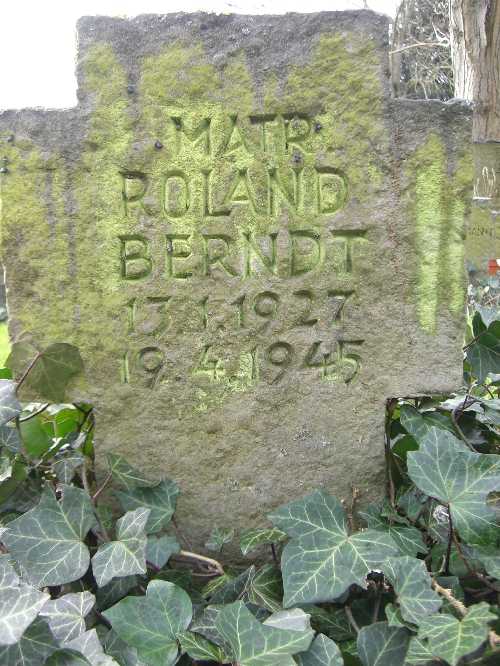 MATR.
ROLAND
BERNDT
13.1.1927
19.4.1945